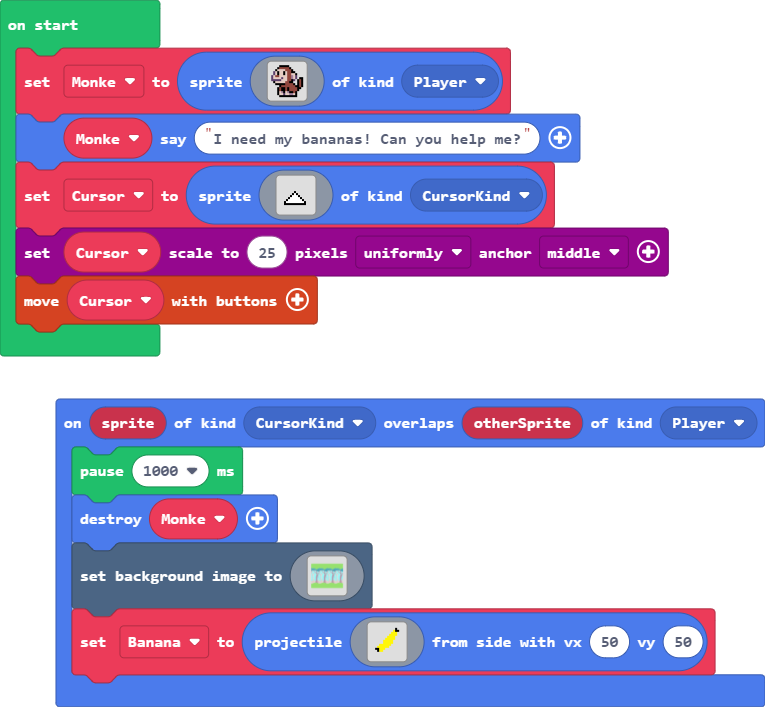 on start
set Monke to sprite of kind Player
Monke say "I need my bananas! Can you help me?"
set Cursor to sprite of kind CursorKind
set Cursor scale to 25 pixels uniformly anchor middle
move Cursor with buttons
on sprite of kind CursorKind overlaps otherSprite of kind Player
pause 1000 ms
destroy Monke
set background image to
set Banana to projectile from side with vx 50 vy 50